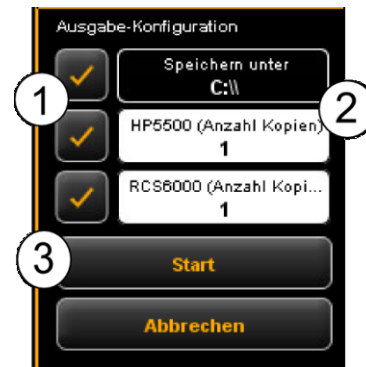 Ausgabe-Konfiguration
Speichern unter
C:\\
1
2
HP5500 (Anzahl Kopien)
1
RCS6000 (Anzahl Kopi...
1
3
Start
Abbrechen